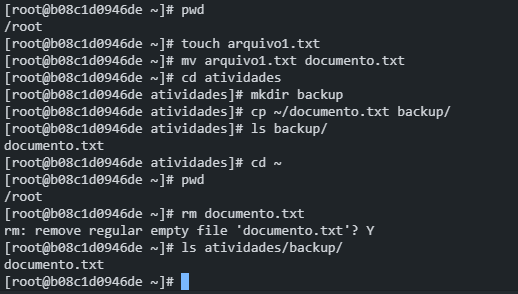 [root@b08c1d0946de ~]# pwd
/root
[root@b08c1d0946de ~]# touch arquivo1.txt
[root@b08c1d0946de ~]# mv arquivo1.txt documento.txt
[root@b08c1d0946de ~]# cd atividades
[root@b08c1d0946de atividades]# mkdir backup
[root@b08c1d0946de atividades]# cp ~/documento.txt backup/
[root@b08c1d0946de atividades]# ls backup/
documento.txt
[root@b08c1d0946de atividades]# cd ~
[root@b08c1d0946de ~]# pwd
/root
[root@b08c1d0946de ~]# rm documento.txt
rm: remove regular empty file 'documento.txt'? Y
[root@b08c1d0946de ~]# ls atividades/backup/
documento.txt
[root@b08c1d0946de ~]#